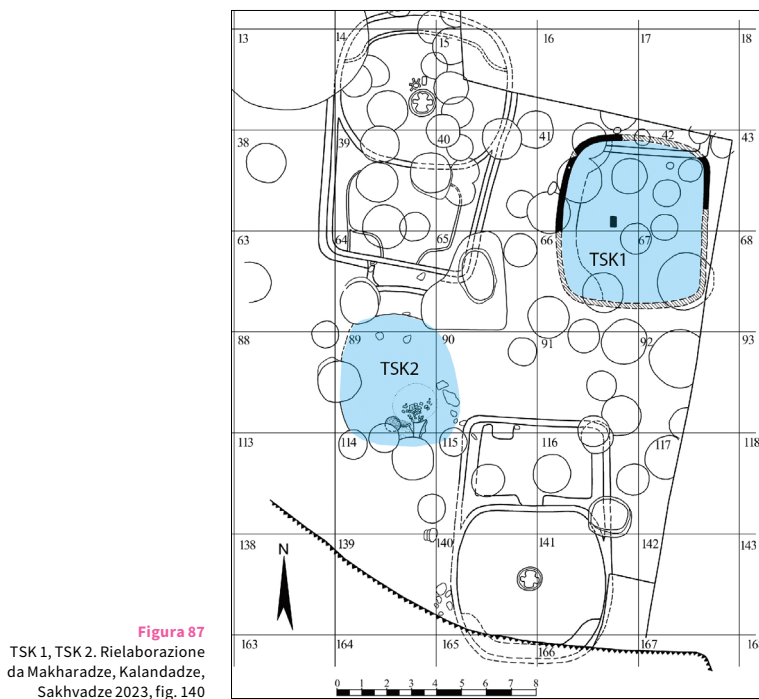 13 14 15 16 17 18
38 39 40 41 42 43
TSK1
63 64 65 66 67 68
88 89 90 91 92 93
TSK2
113 114 115 116 117 118
138 139 140 141 142 143
N
163 164 165 166 167
0 1 2 3 4 5 6 7 8
Figura 87
TSK 1, TSK 2. Rielaborazione
da Makharadze, Kalandadze,
Sakhvadze 2023, fig. 140